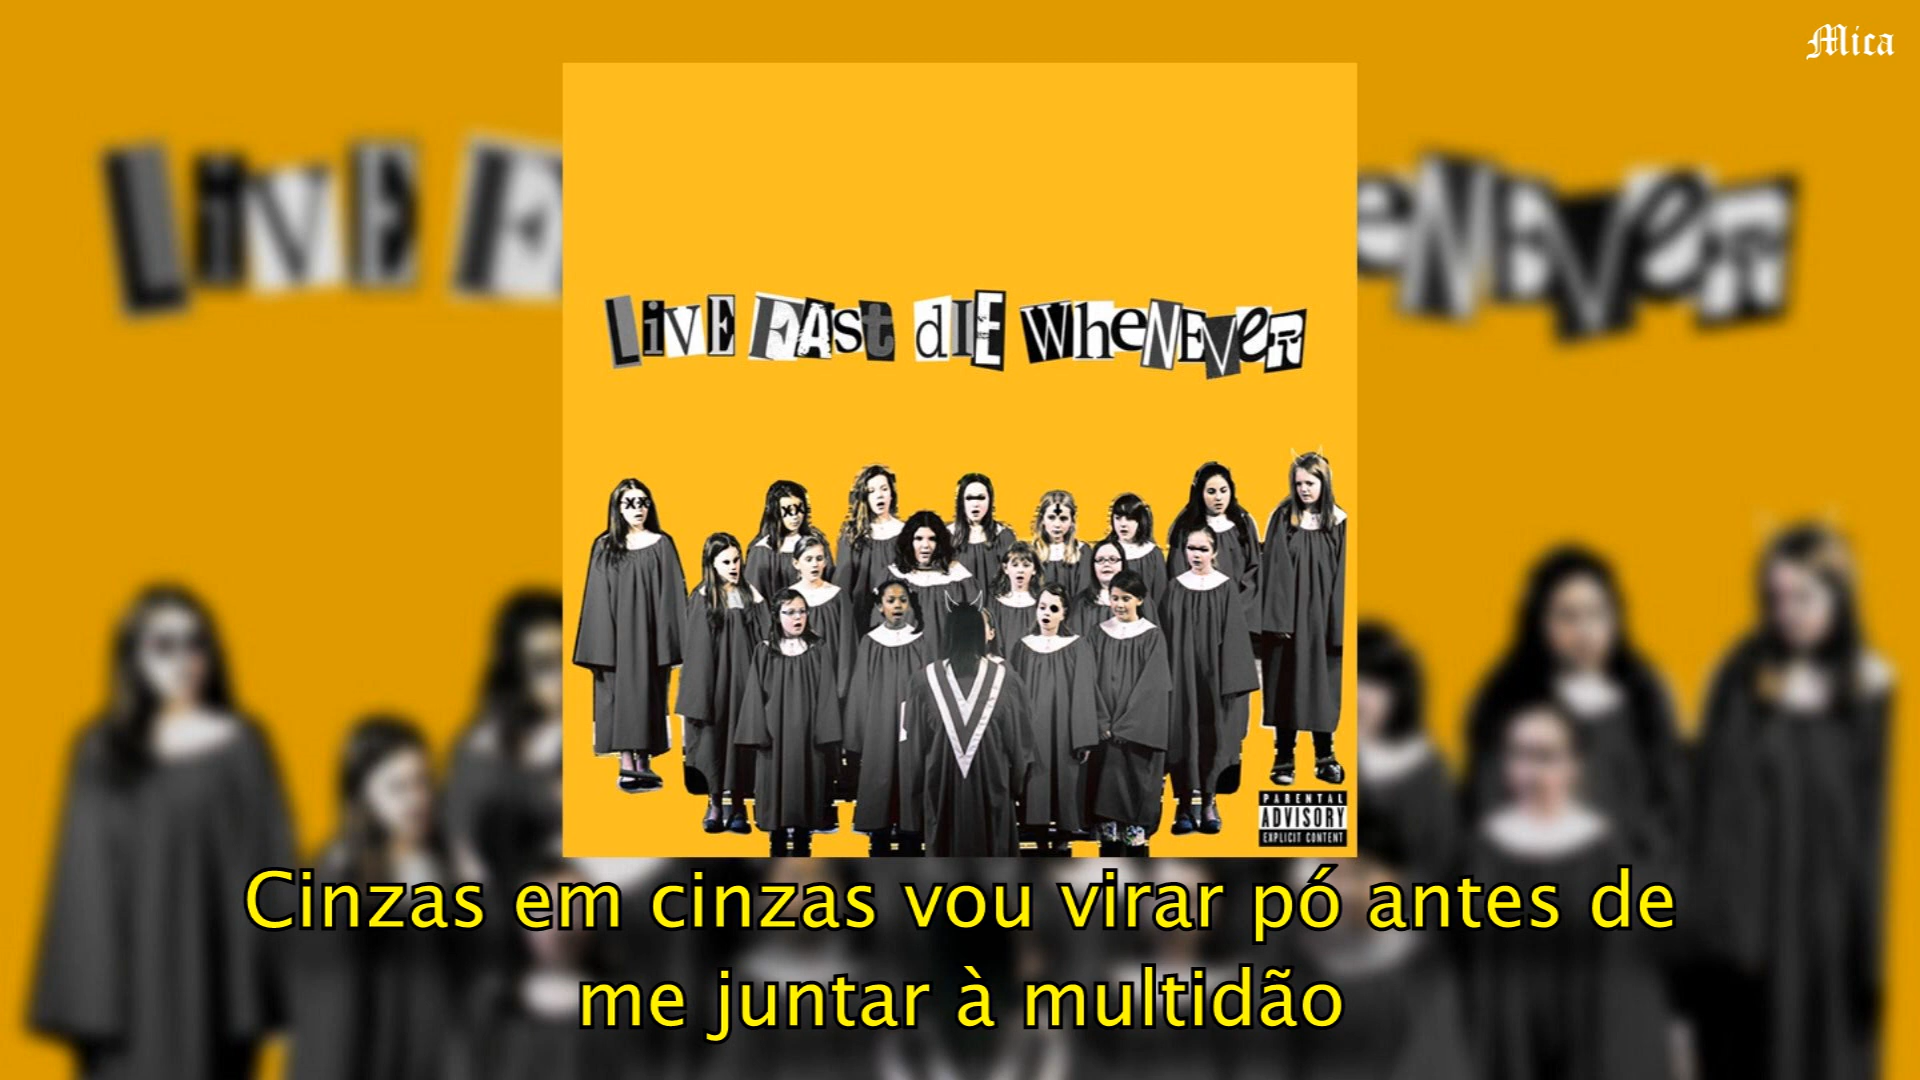 Mica
LiVE FAst dIE WheNEVeR
PARENTAL
ADVISORY
EXPLICIT CONTENT
Cinzas em cinzas vou virar pó antes de
me juntar à multidão